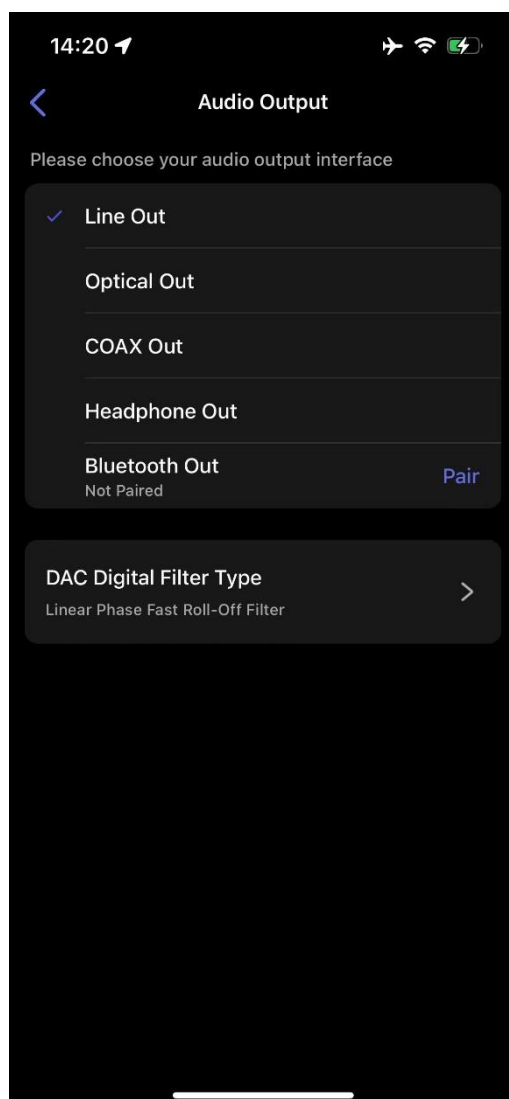 14:20
Audio Output
Please choose your audio output interface
Line Out
Optical Out
COAX Out
Headphone Out
Bluetooth Out
Not Paired
Pair
DAC Digital Filter Type
Linear Phase Fast Roll-Off Filter